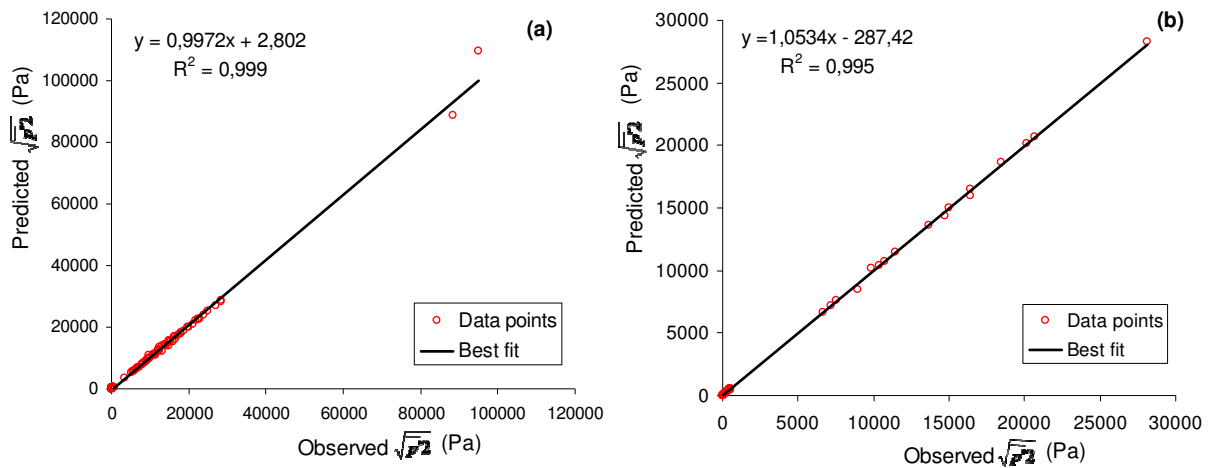 (a)
y = 0,9972x + 2,802
R² = 0,999
120000
100000
80000
60000
40000
20000
0
Predicted √p'2 (Pa)
Data points
Best fit
0 20000 40000 60000 80000 100000 120000
Observed √p'2 (Pa)
(b)
y =1,0534x - 287,42
R² = 0,995
30000
25000
20000
15000
10000
5000
0
Predicted √p'2 (Pa)
Data points
Best fit
0 5000 10000 15000 20000 25000 30000
Observed √p'2 (Pa)